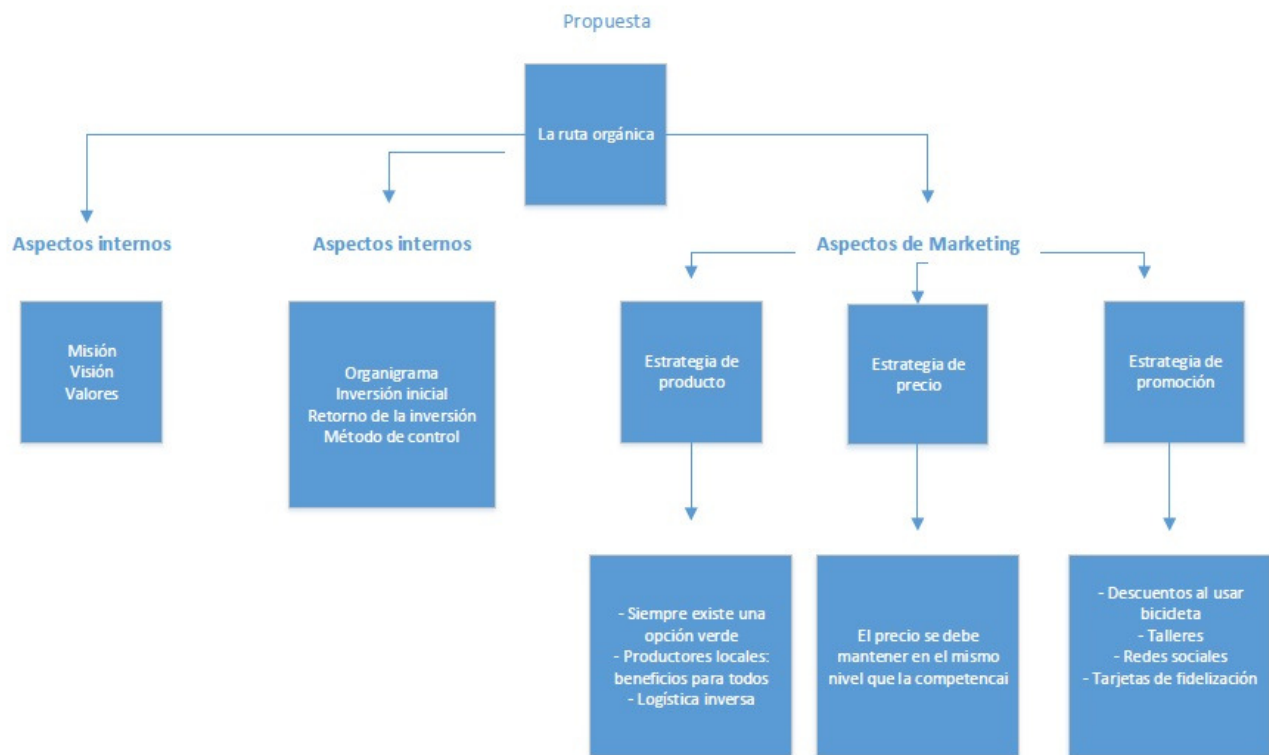 Propuesta
La ruta orgánica
Aspectos internos
Misión
Visión
Valores
Aspectos internos
Organigrama
Inversión inicial
Retorno de la inversión
Método de control
Aspectos de Marketing
Estrategia de
producto
Estrategia de
precio
Estrategia de
promoción
- Siempre existe una
opción verde
- Productores locales:
beneficios para todos
- Logística inversa
El precio se debe
mantener en el mismo
nivel que la competencai
- Descuentos al usar
bicicleta
- Talleres
- Redes sociales
- Tarjetas de fidelización